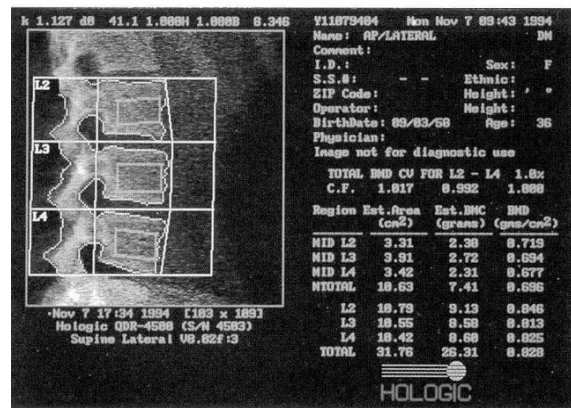 k 1.127 d0 41.1 1.000H 1.000B 8.346
L2
L3
L4
·Nov 7 17:34 1994 [103 x 109]
Hologic QDR-4500 (S/N 4503)
Supine Lateral V8.02f:3
Y11079404 Mon Nov 7 09:43 1994
Name: AP/LATERAL DM
Comment:
I.D.: Sex: F
S.S.#: - - Ethnic:
ZIP Code: Height: ' "
Operator: Weight:
BirthDate: 09/03/58 Age: 36
Physician:
Image not for diagnostic use
TOTAL BMD CV FOR L2 - L4 1.0%
C.F. 1.017 0.992 1.000
Region Est.Area Est.BMC BMD
(cm2) (grams) (gms/cm2)
MID L2 3.31 2.38 0.719
MID L3 3.91 2.72 0.694
MID L4 3.42 2.31 0.677
MTOTAL 10.63 7.41 0.696
L2 10.79 9.13 0.846
L3 10.55 8.58 0.813
L4 10.42 8.60 0.825
TOTAL 31.76 26.31 0.828
HOLOGIC